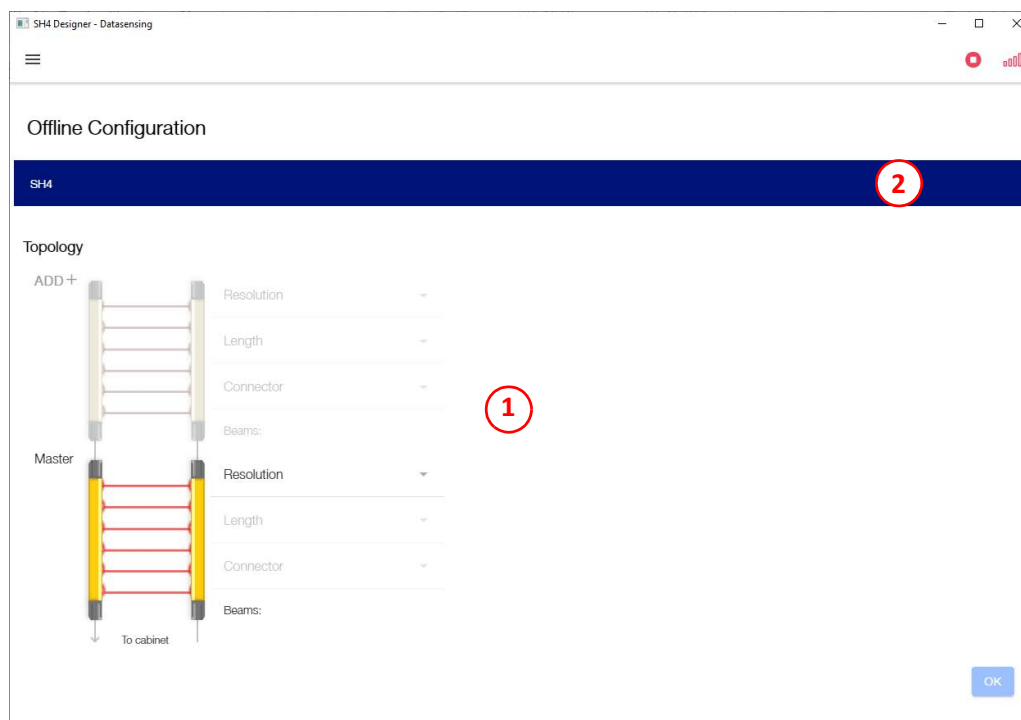 SH4 Designer - Datasensing
Offline Configuration
SH4
2
Topology
ADD+
Resolution
Length
Connector
Beams:
1
Master
Resolution
Length
Connector
Beams:
To cabinet
OK